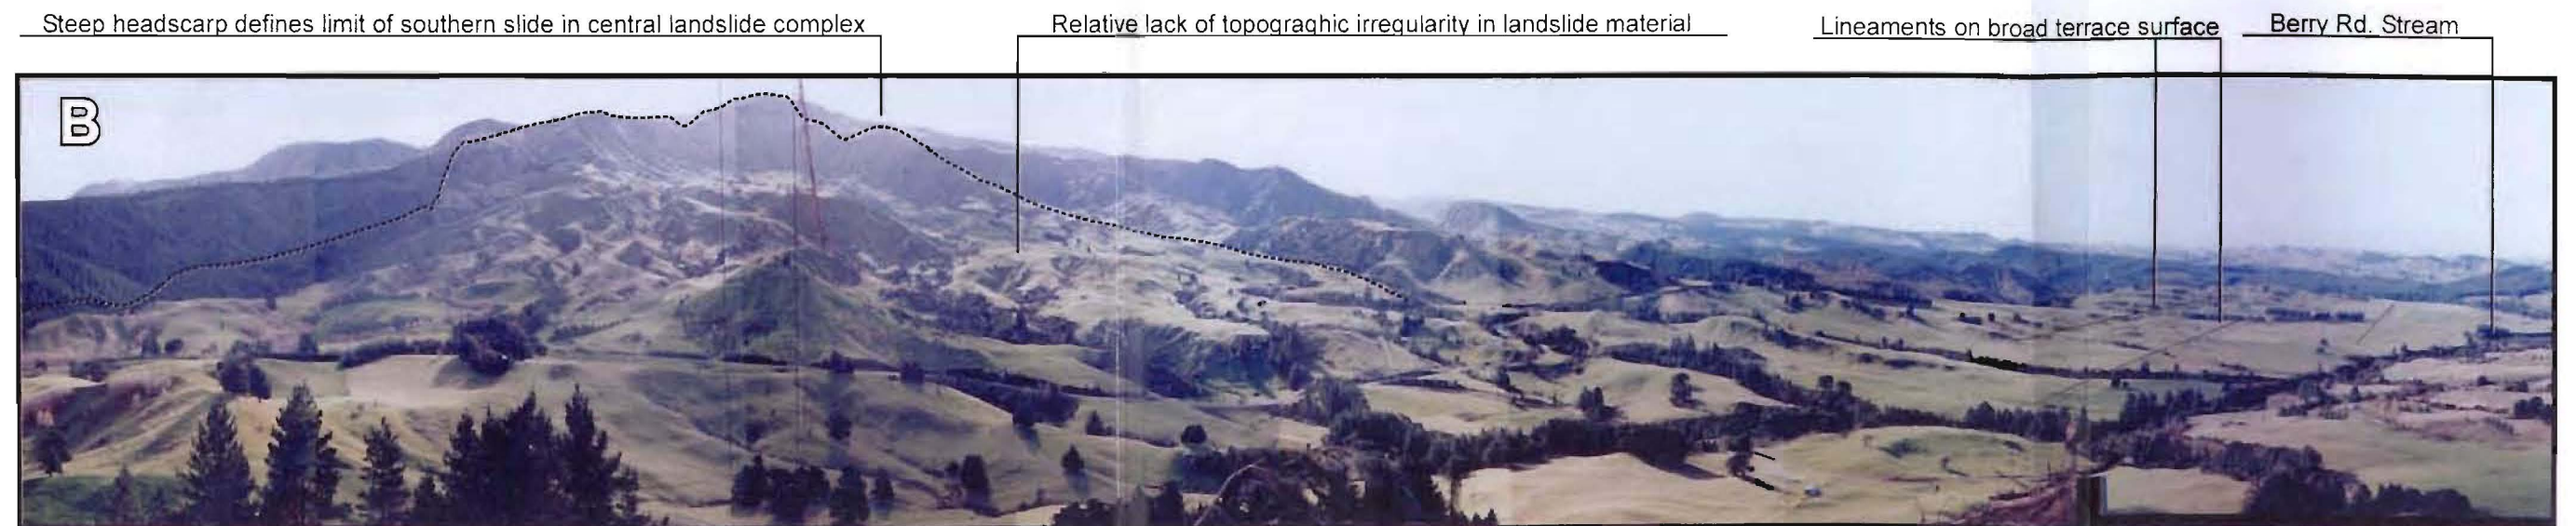 Steep headscarp defines limit of southern slide in central landslide complex
Relative lack of topograqhic irregularity in landslide material
Lineaments on broad terrace surface
Berry Rd. Stream
B